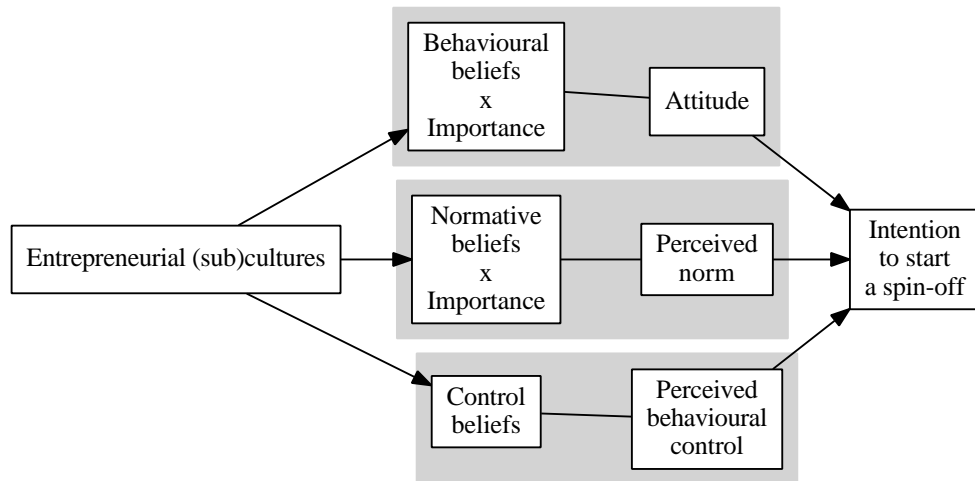 Behavioural
beliefs
x
Importance
Attitude
Entrepreneurial (sub)cultures
Normative
beliefs
x
Importance
Perceived
norm
Intention
to start
a spin-off
Control
beliefs
Perceived
behavioural
control